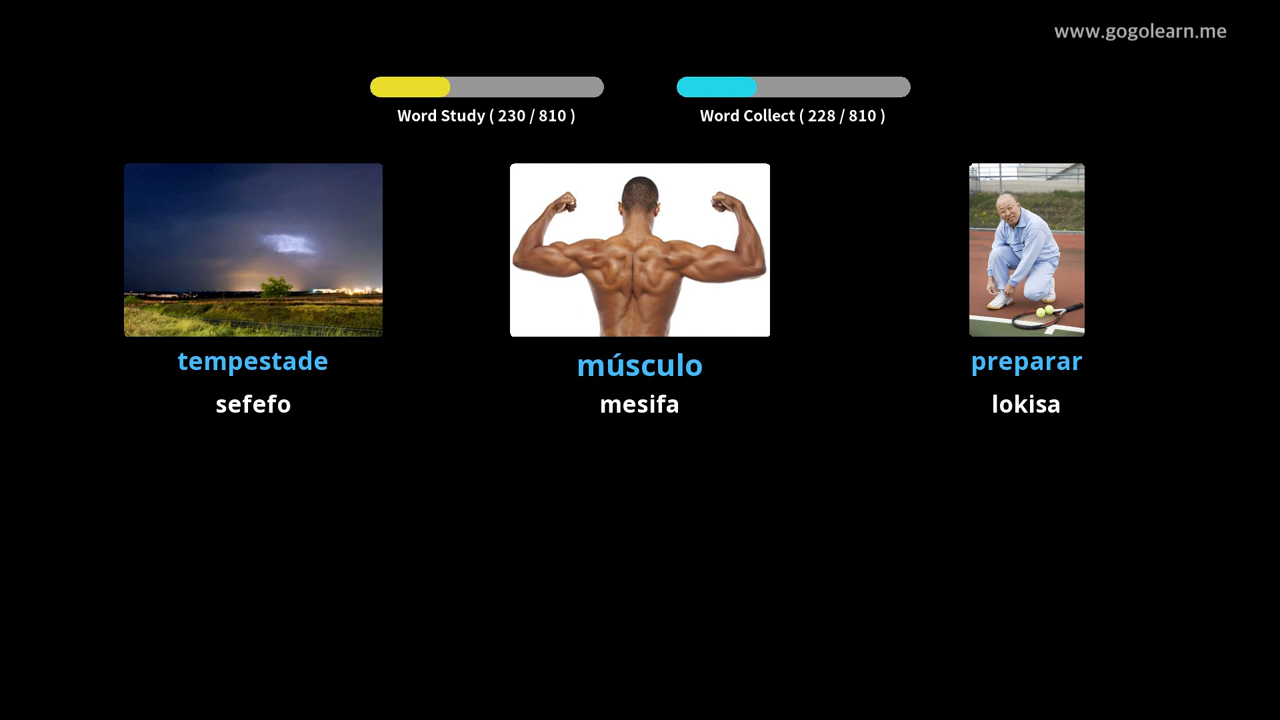 www.gogolearn.me
Word Study ( 230 / 810 )
Word Collect ( 228 / 810 )
tempestade
sefefo
músculo
mesifa
preparar
lokisa